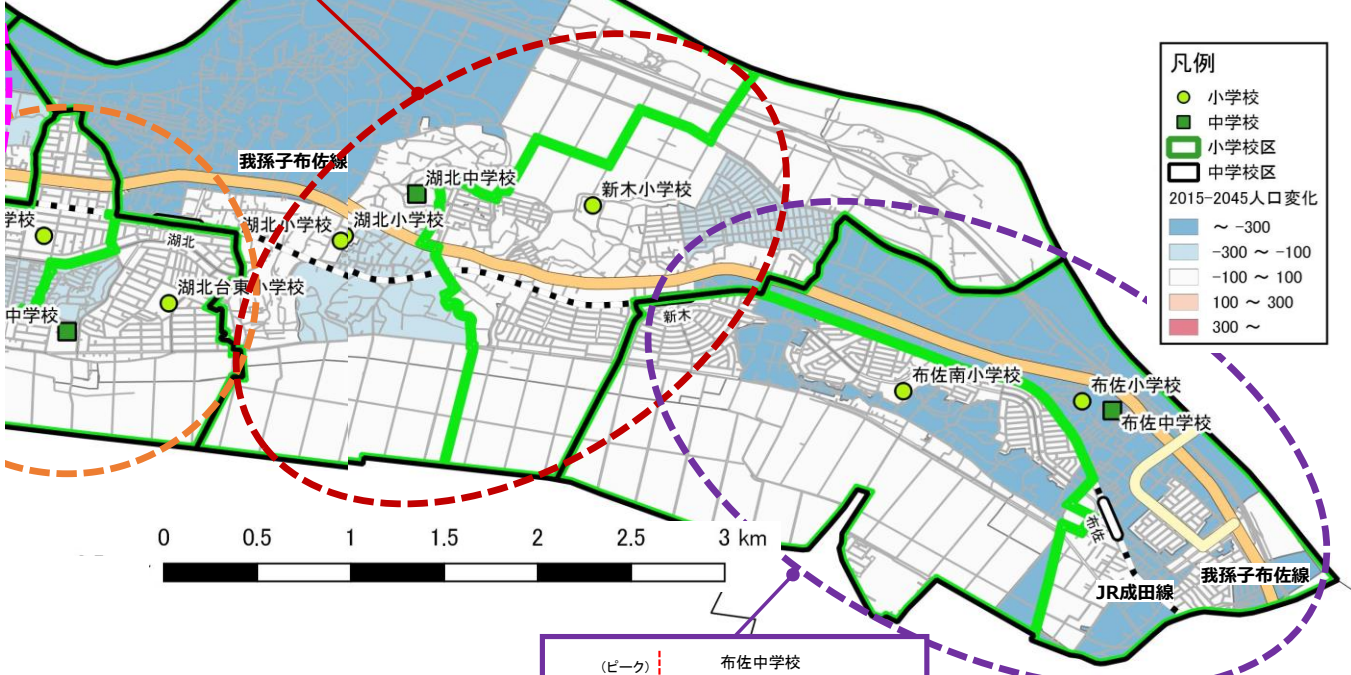 凡例
小学校
中学校
小学校区
中学校区
2015-2045人口変化
～ -300
-300 ～ -100
-100 ～ 100
100 ～ 300
300 ～
我孫子布佐線
湖北中学校
新木小学校
湖北小学校
湖北小学校
学校
湖北
湖北台東小学校
中学校
新木
布佐南小学校
布佐小学校
布佐中学校
布佐
JR成田線
我孫子布佐線
0 0.5 1 1.5 2 2.5 3 km
（ピーク）
布佐中学校